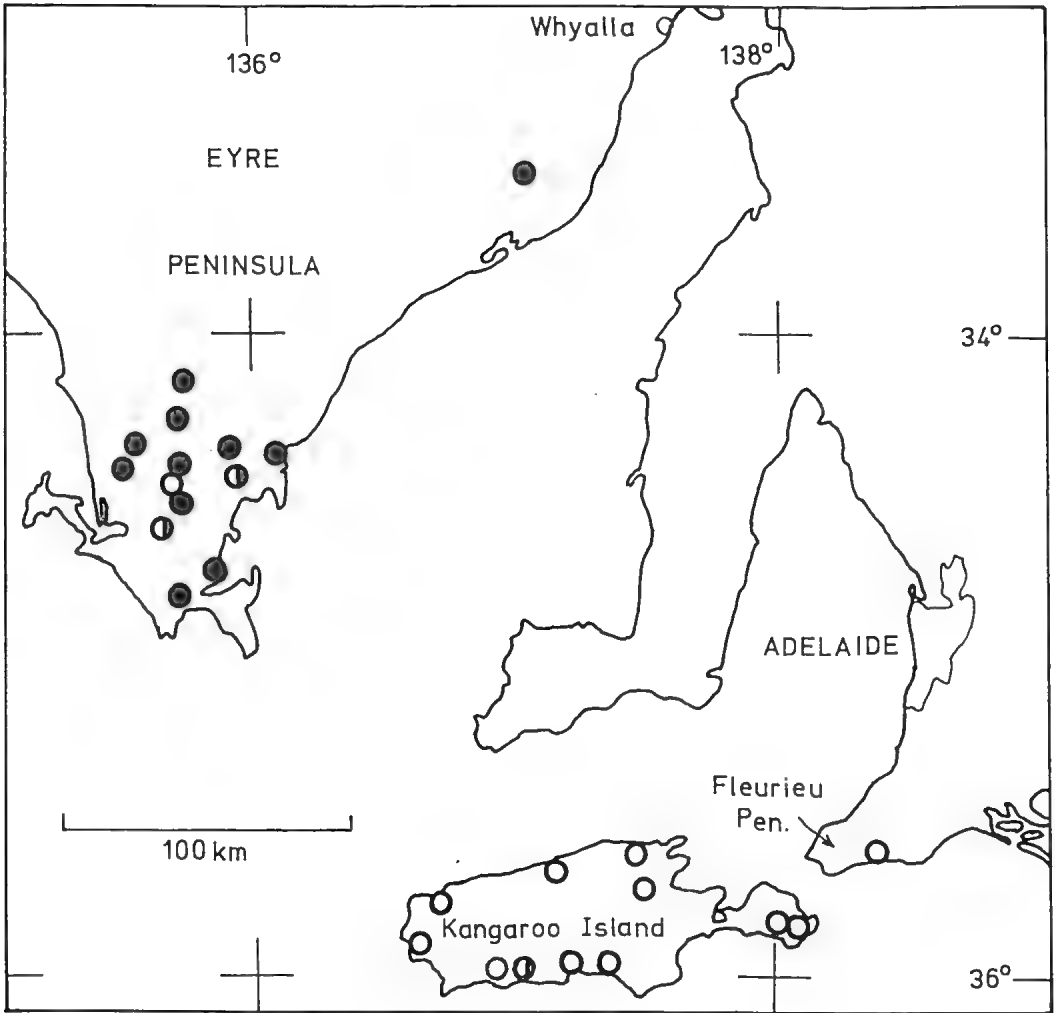 Whyalla
136°
138°
EYRE
PENINSULA
34°
ADELAIDE
Fleurieu
Pen.
100 km
Kangaroo Island
36°